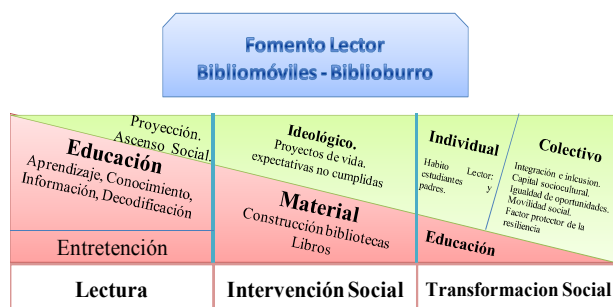 Fomento Lector
Bibliomóviles - Biblioburro
Proyección.
Ascenso Social.
Educación
Aprendizaje, Conocimiento,
Información, Decodificación
Entretención
Lectura
Ideológico.
Proyectos de vida.
expectativas no cumplidas
Material
Construcción bibliotecas
Libros
Intervención Social
Individual
Habito Lector:
estudiantes y
padres.
Colectivo
Integración e inlcusion.
Capital sociocultural.
Igualdad de oportunidades.
Movilidad social.
Factor protector de la
resiliencia
Educación
Transformacion Social